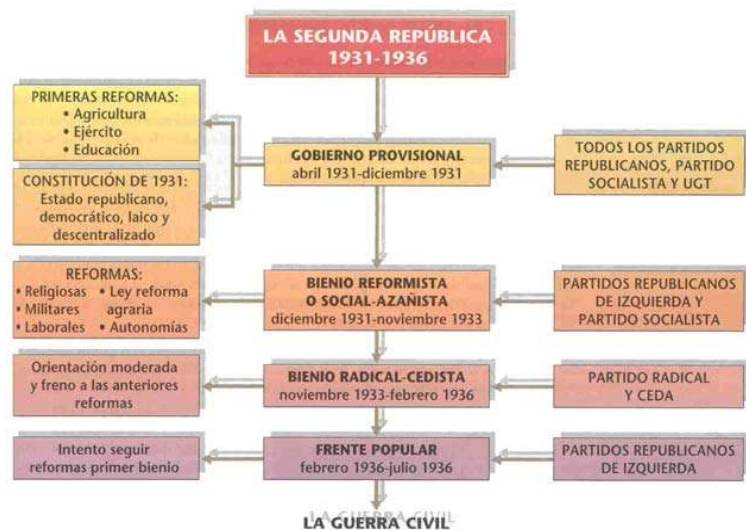 LA SEGUNDA REPÚBLICA
1931-1936
PRIMERAS REFORMAS:
• Agricultura
• Ejército
• Educación
CONSTITUCIÓN DE 1931:
Estado republicano,
democrático, laico y
descentralizado
GOBIERNO PROVISIONAL
abril 1931-diciembre 1931
TODOS LOS PARTIDOS
REPUBLICANOS, PARTIDO
SOCIALISTA Y UGT
REFORMAS:
• Religiosas • Ley reforma
• Militares agraria
• Laborales • Autonomías
BIENIO REFORMISTA
O SOCIAL-AZAÑISTA
diciembre 1931-noviembre 1933
PARTIDOS REPUBLICANOS
DE IZQUIERDA Y
PARTIDO SOCIALISTA
Orientación moderada
y freno a las anteriores
reformas
BIENIO RADICAL-CEDISTA
noviembre 1933-febrero 1936
PARTIDO RADICAL
Y CEDA
Intento seguir
reformas primer bienio
FRENTE POPULAR
febrero 1936-julio 1936
PARTIDOS REPUBLICANOS
DE IZQUIERDA
LA GUERRA CIVIL